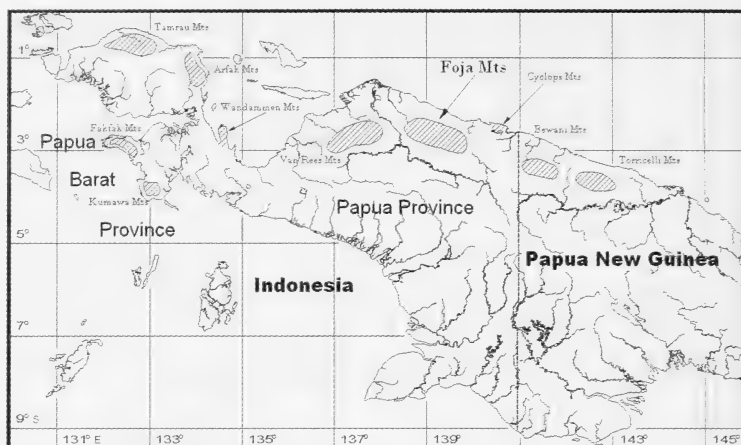 Tamrau Mts
1°
Arfak Mts
Foja Mts
Cyclops Mts
Wandammen Mts
3°
Fakfak Mts
Bewani Mts
Papua
Van Rees Mts
Torricelli Mts
Barat
Kumawa Mts
Papua Province
Province
5°
Papua New Guinea
Indonesia
7°
9° S
131° E
133°
135°
137°
139°
141°
143°
145°